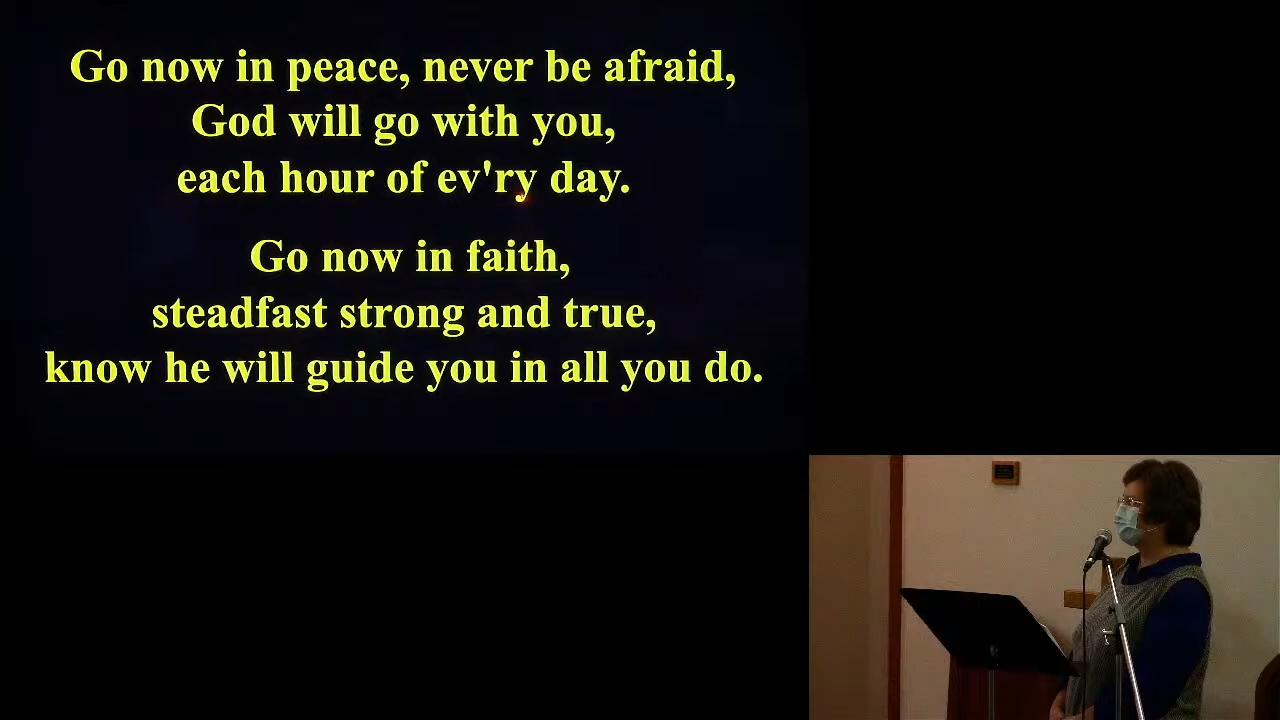 Go now in peace, never be afraid,
God will go with you,
each hour of ev'ry day.
Go now in faith,
steadfast strong and true,
know he will guide you in all you do.